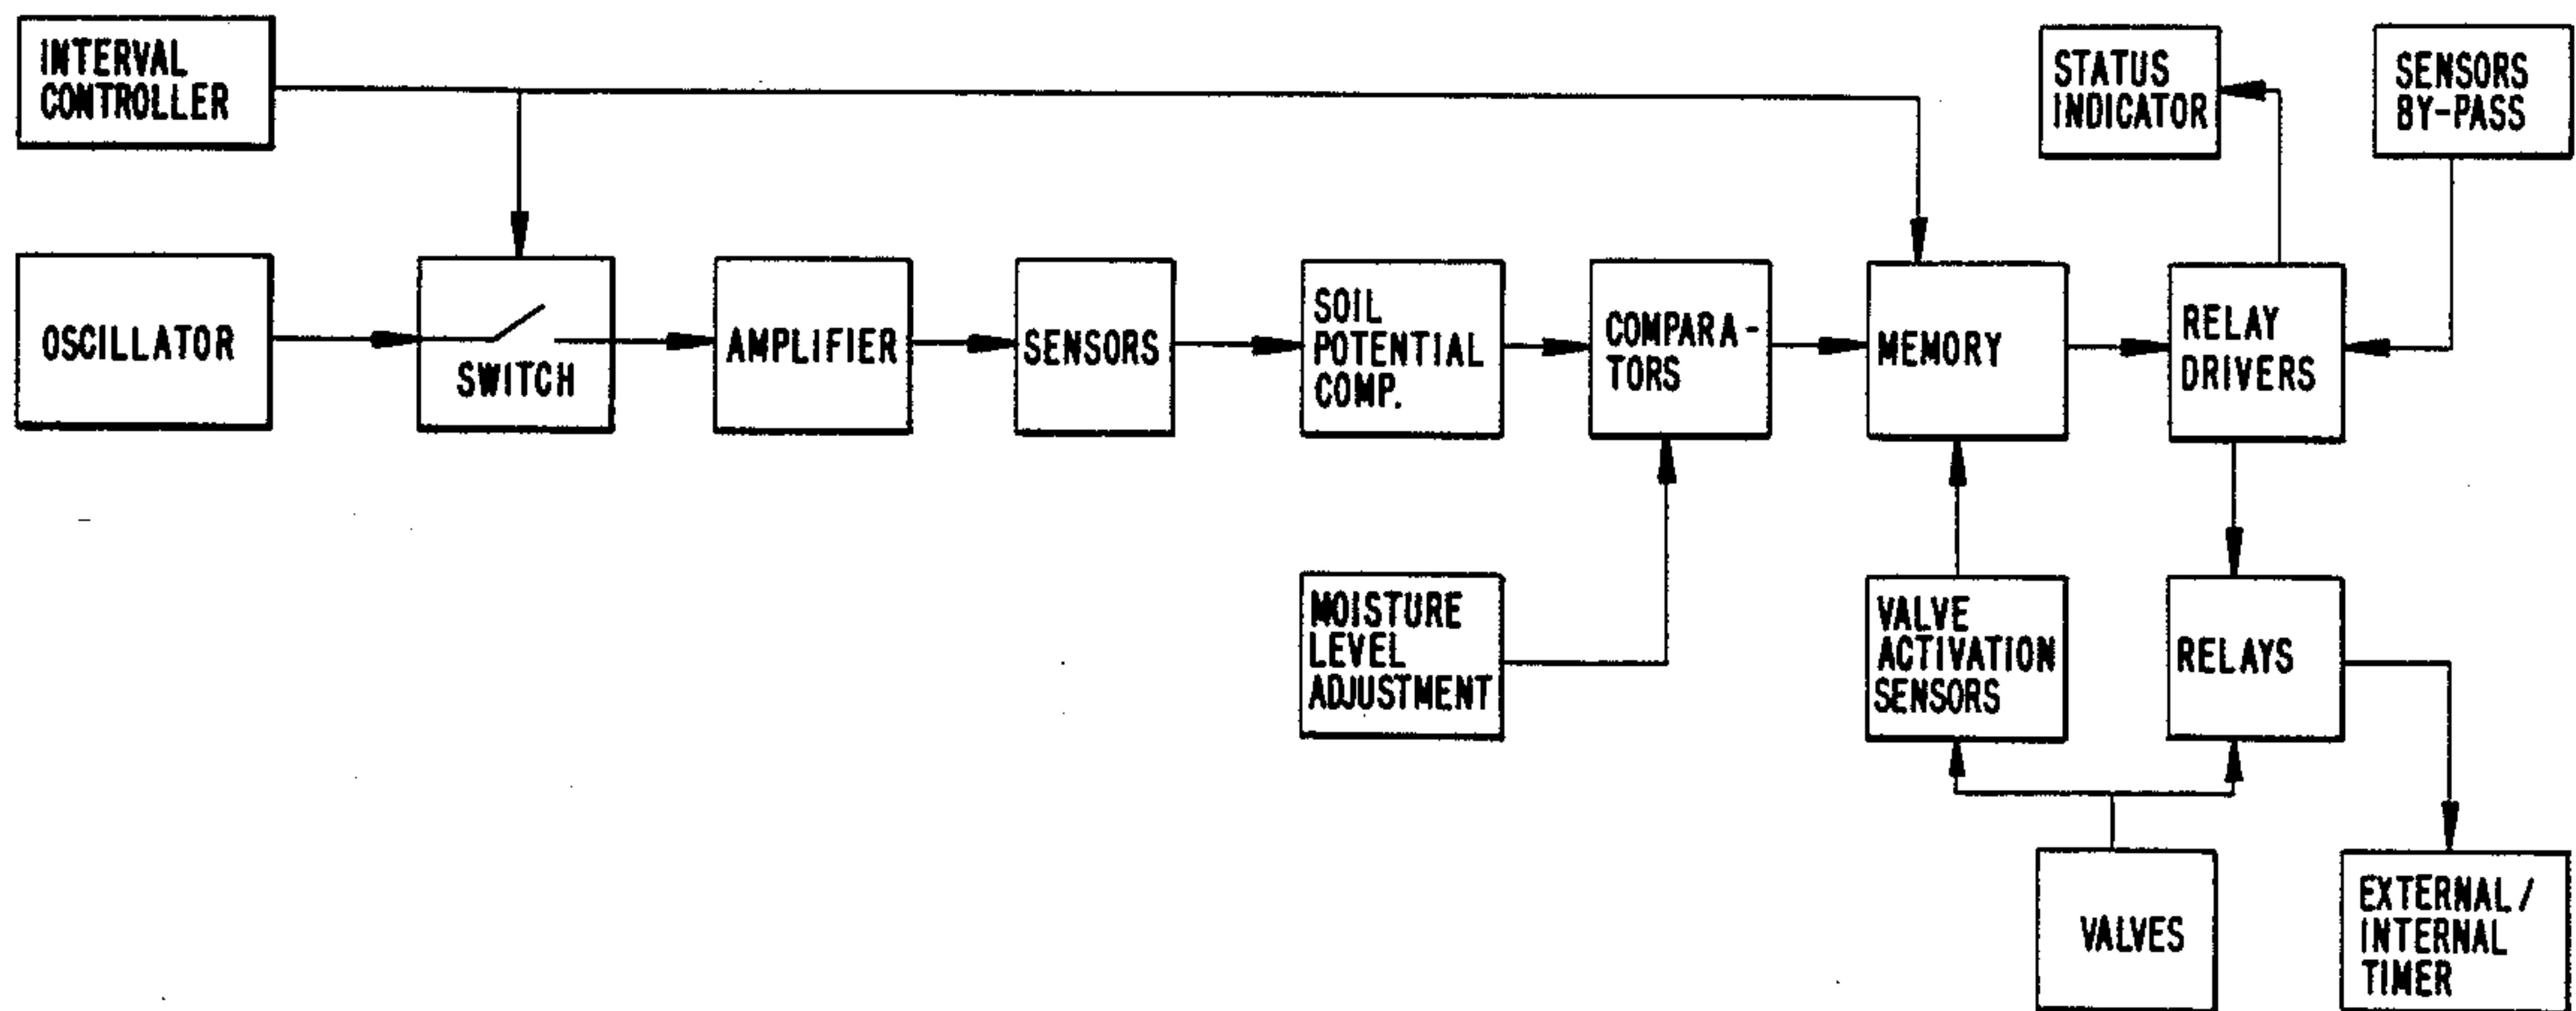 INTERVAL
CONTROLLER
STATUS
INDICATOR
SENSORS
BY-PASS
OSCILLATOR
SWITCH
AMPLIFIER
SENSORS
SOIL
POTENTIAL
COMP.
COMPARA-
TORS
MEMORY
RELAY
DRIVERS
MOISTURE
LEVEL
ADJUSTMENT
VALVE
ACTIVATION
SENSORS
RELAYS
VALVES
EXTERNAL/
INTERNAL
TIMER